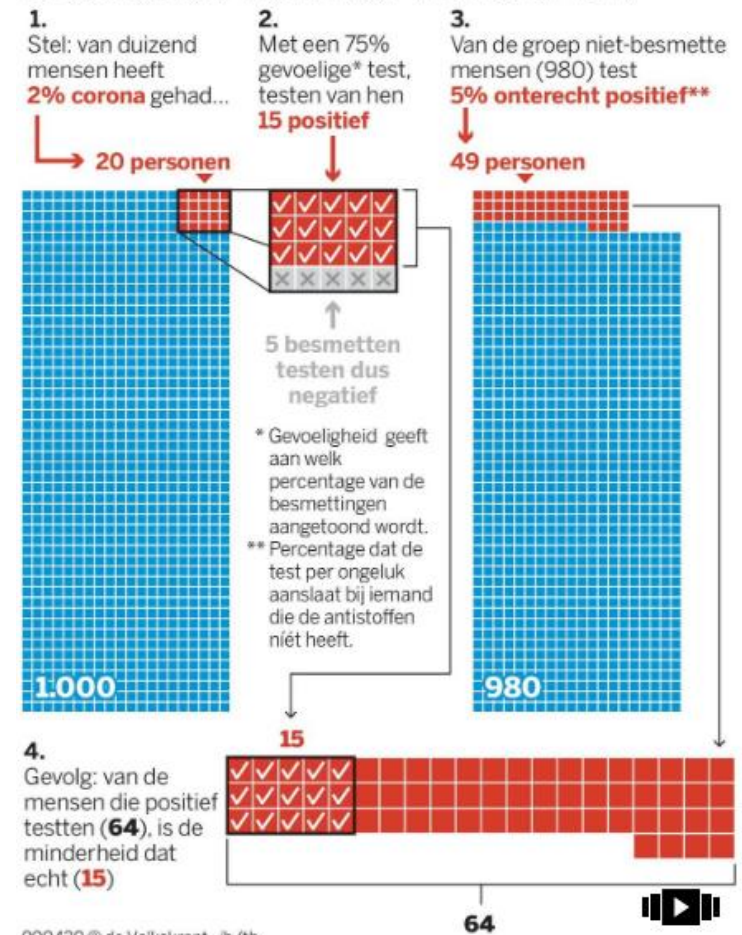 1.
Stel: van duizend
mensen heeft
2% corona gehad...
20 personen
2.
Met een 75%
gevoelige* test,
testen van hen
15 positief
3.
Van de groep niet-besmette
mensen (980) test
5% onterecht positief**
49 personen
5 besmetten
testen dus
negatief
* Gevoeligheid geeft
aan welk
percentage van de
besmettingen
aangetoond wordt.
** Percentage dat de
test per ongeluk
aanslaat bij iemand
die de antistoffen
níét heeft.
1.000
980
15
4.
Gevolg: van de
mensen die positief
testten (64), is de
minderheid dat
echt (15)
64